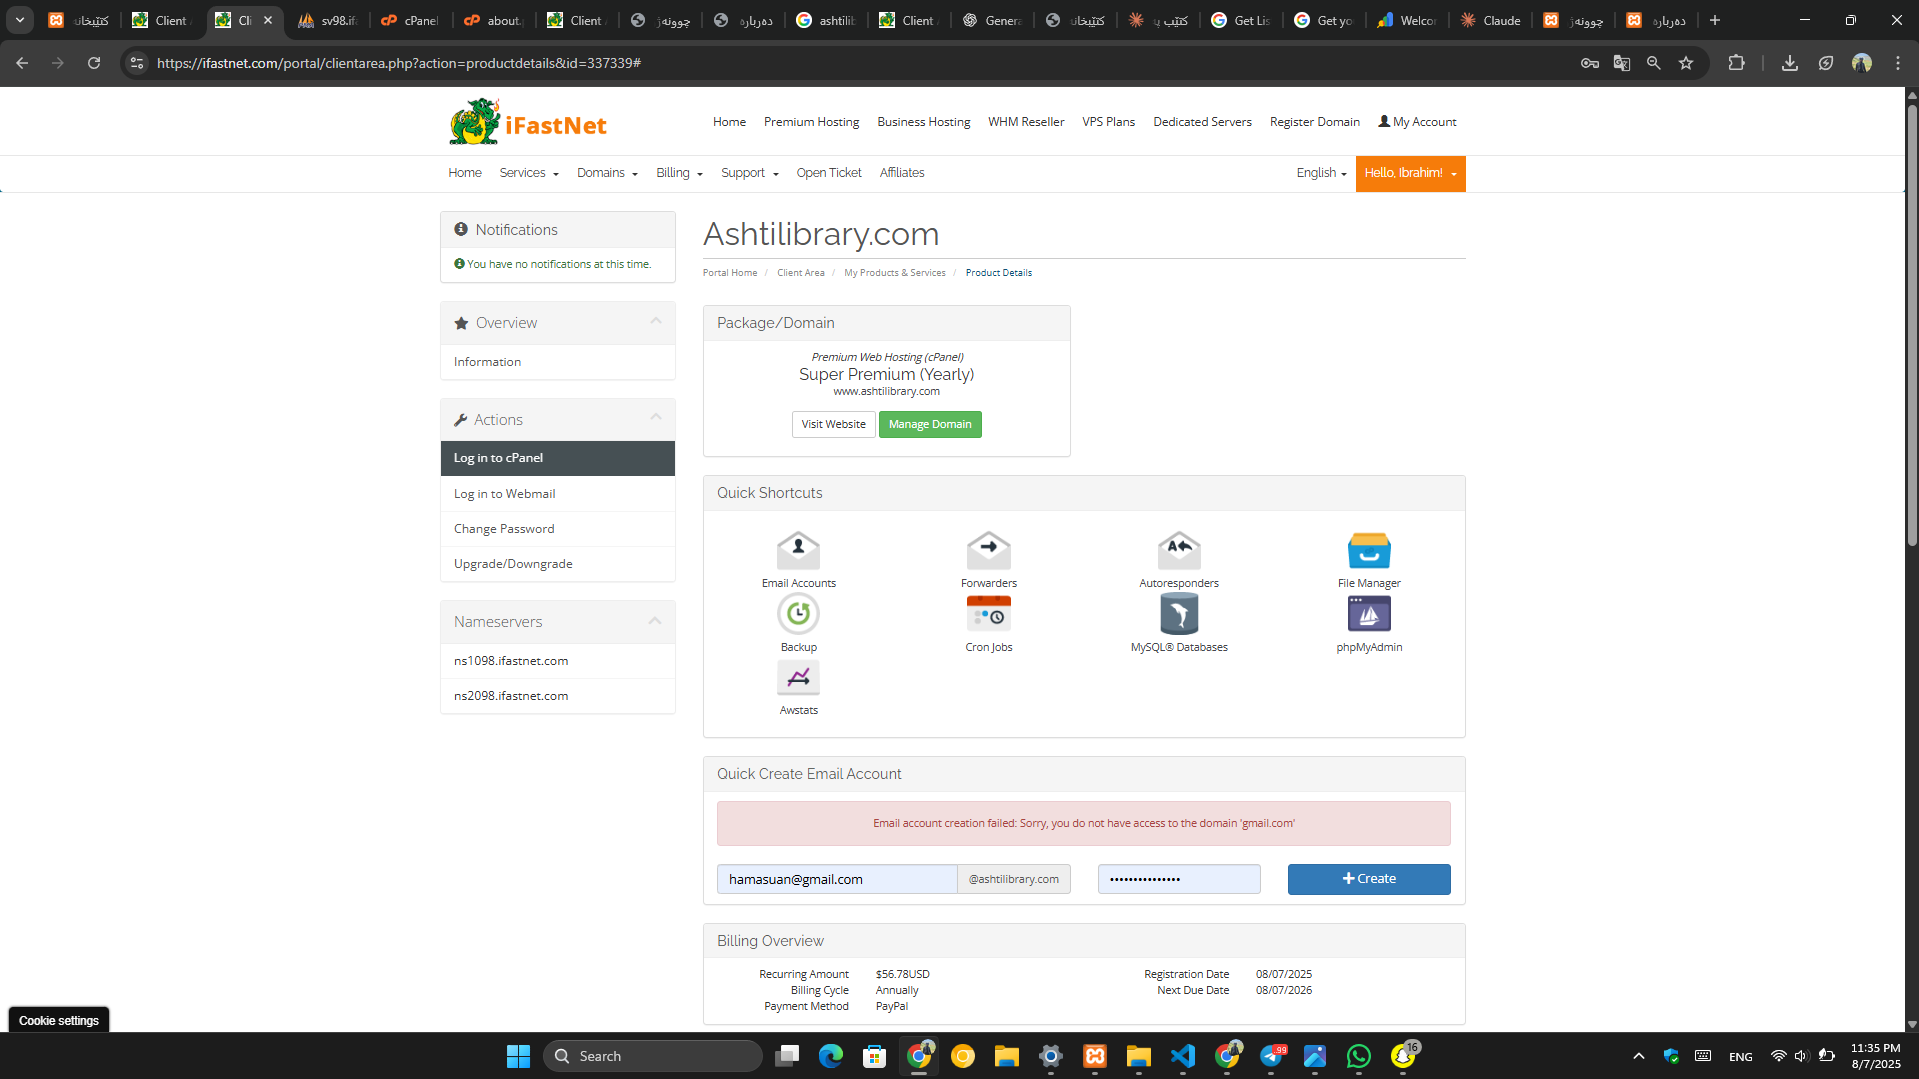 کتێبخانە
Client
Cli
sv98.if
cPanel
about.p
Client
چوونەژ
دەربارە
ashtilib
Client
Genera
کتێبخانە
کتێب پ
Get Lis
Get yo
Welcor
Claude
چوونەژ
دەربارە
https://ifastnet.com/portal/clientarea.php?action=productdetails&id=337339#
iFastNet
Home Premium Hosting Business Hosting WHM Reseller VPS Plans Dedicated Servers Register Domain My Account
Home Services Domains Billing Support Open Ticket Affiliates English Hello, Ibrahim!
Notifications
You have no notifications at this time.
Overview
Information
Actions
Log in to cPanel
Log in to Webmail
Change Password
Upgrade/Downgrade
Nameservers
ns1098.ifastnet.com
ns2098.ifastnet.com
Ashtilibrary.com
Portal Home / Client Area / My Products & Services / Product Details
Package/Domain
Premium Web Hosting (cPanel)
Super Premium (Yearly)
www.ashtilibrary.com
Visit Website Manage Domain
Quick Shortcuts
Email Accounts Forwarders Autoresponders File Manager
Backup Cron Jobs MySQL® Databases phpMyAdmin
Awstats
Quick Create Email Account
Email account creation failed: Sorry, you do not have access to the domain 'gmail.com'
hamasuan@gmail.com @ashtilibrary.com ••••••••••••••• Create
Billing Overview
Recurring Amount $56.78USD Registration Date 08/07/2025
Billing Cycle Annually Next Due Date 08/07/2026
Payment Method PayPal
Cookie settings
Search
.99
16
ENG
11:35 PM
8/7/2025